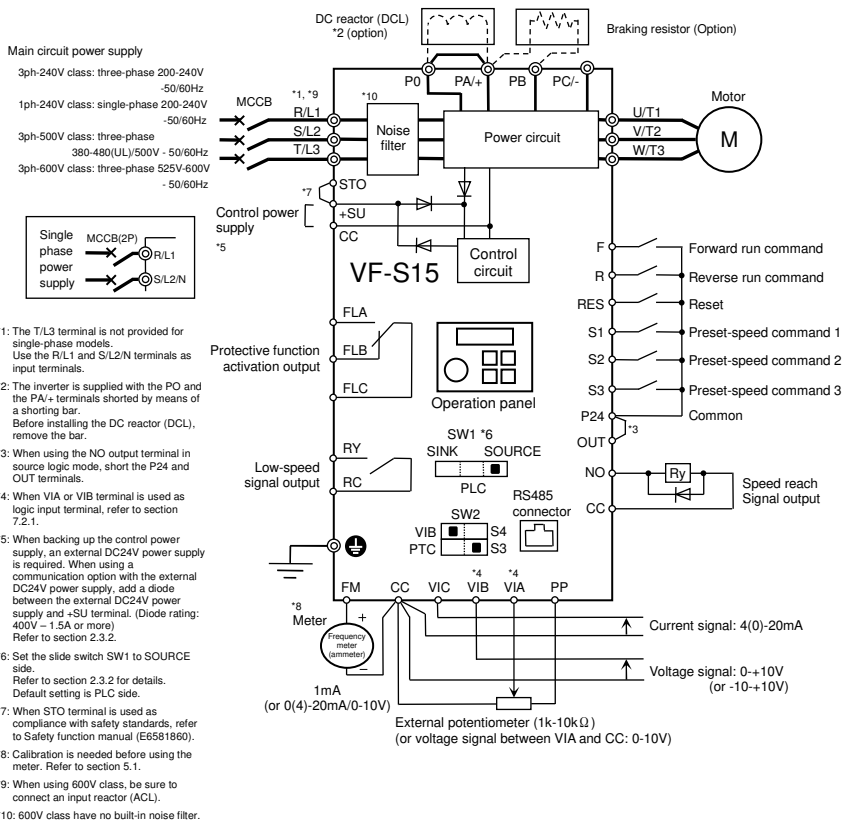 DC reactor (DCL)
*2 (option)
Braking resistor (Option)
Main circuit power supply
3ph-240V class: three-phase 200-240V
-50/60Hz
1ph-240V class: single-phase 200-240V
-50/60Hz
3ph-500V class: three-phase
380-480(UL)/500V - 50/60Hz
3ph-600V class: three-phase 525V-600V
- 50/60Hz
MCCB
*1, *9
R/L1
S/L2
T/L3
*10
Noise
filter
P0
PA/+
PB
PC/-
Power circuit
U/T1
V/T2
W/T3
Motor
M
*7
STO
+SU
CC
Control power
supply
*5
Control
circuit
VF-S15
Single
phase
power
supply
MCCB(2P)
R/L1
S/L2/N
FLA
FLB
FLC
Protective function
activation output
Operation panel
RY
RC
Low-speed
signal output
SW1 *6
SINK
SOURCE
PLC
SW2
VIB
S4
PTC
S3
RS485
connector
F
Forward run command
R
Reverse run command
RES
Reset
S1
Preset-speed command 1
S2
Preset-speed command 2
S3
Preset-speed command 3
P24
Common
OUT
*3
NO
Ry
CC
Speed reach
Signal output
FM
CC
VIC
*4
VIB
*4
VIA
PP
*8
Meter
+
Frequency
meter
(ammeter)
−
1mA
(or 0(4)-20mA/0-10V)
Current signal: 4(0)-20mA
Voltage signal: 0-+10V
(or -10-+10V)
External potentiometer (1k-10kΩ)
(or voltage signal between VIA and CC: 0-10V)
1: The T/L3 terminal is not provided for
single-phase models.
Use the R/L1 and S/L2/N terminals as
input terminals.
2: The inverter is supplied with the PO and
the PA/+ terminals shorted by means of
a shorting bar.
Before installing the DC reactor (DCL),
remove the bar.
3: When using the NO output terminal in
source logic mode, short the P24 and
OUT terminals.
4: When VIA or VIB terminal is used as
logic input terminal, refer to section
7.2.1.
5: When backing up the control power
supply, an external DC24V power supply
is required. When using a
communication option with the external
DC24V power supply, add a diode
between the external DC24V power
supply and +SU terminal. (Diode rating:
400V – 1.5A or more)
Refer to section 2.3.2.
6: Set the slide switch SW1 to SOURCE
side.
Refer to section 2.3.2 for details.
Default setting is PLC side.
7: When STO terminal is used as
compliance with safety standards, refer
to Safety function manual (E6581860).
8: Calibration is needed before using the
meter. Refer to section 5.1.
9: When using 600V class, be sure to
connect an input reactor (ACL).
10: 600V class have no built-in noise filter.